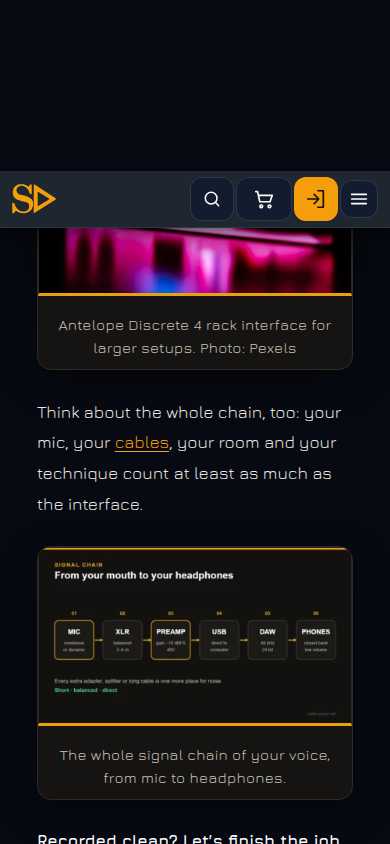 SD
Antelope Discrete 4 rack interface for
larger setups. Photo: Pexels
Think about the whole chain, too: your
mic, your cables, your room and your
technique count at least as much as
the interface.
SIGNAL CHAIN
From your mouth to your headphones
01 02 03 04 05 06
MIC XLR PREAMP USB DAW PHONES
Every extra adapter, splitter or long cable is one more place for noise
Short · balanced · direct
The whole signal chain of your voice,
from mic to headphones.
Recorded clean? Let's finish the job